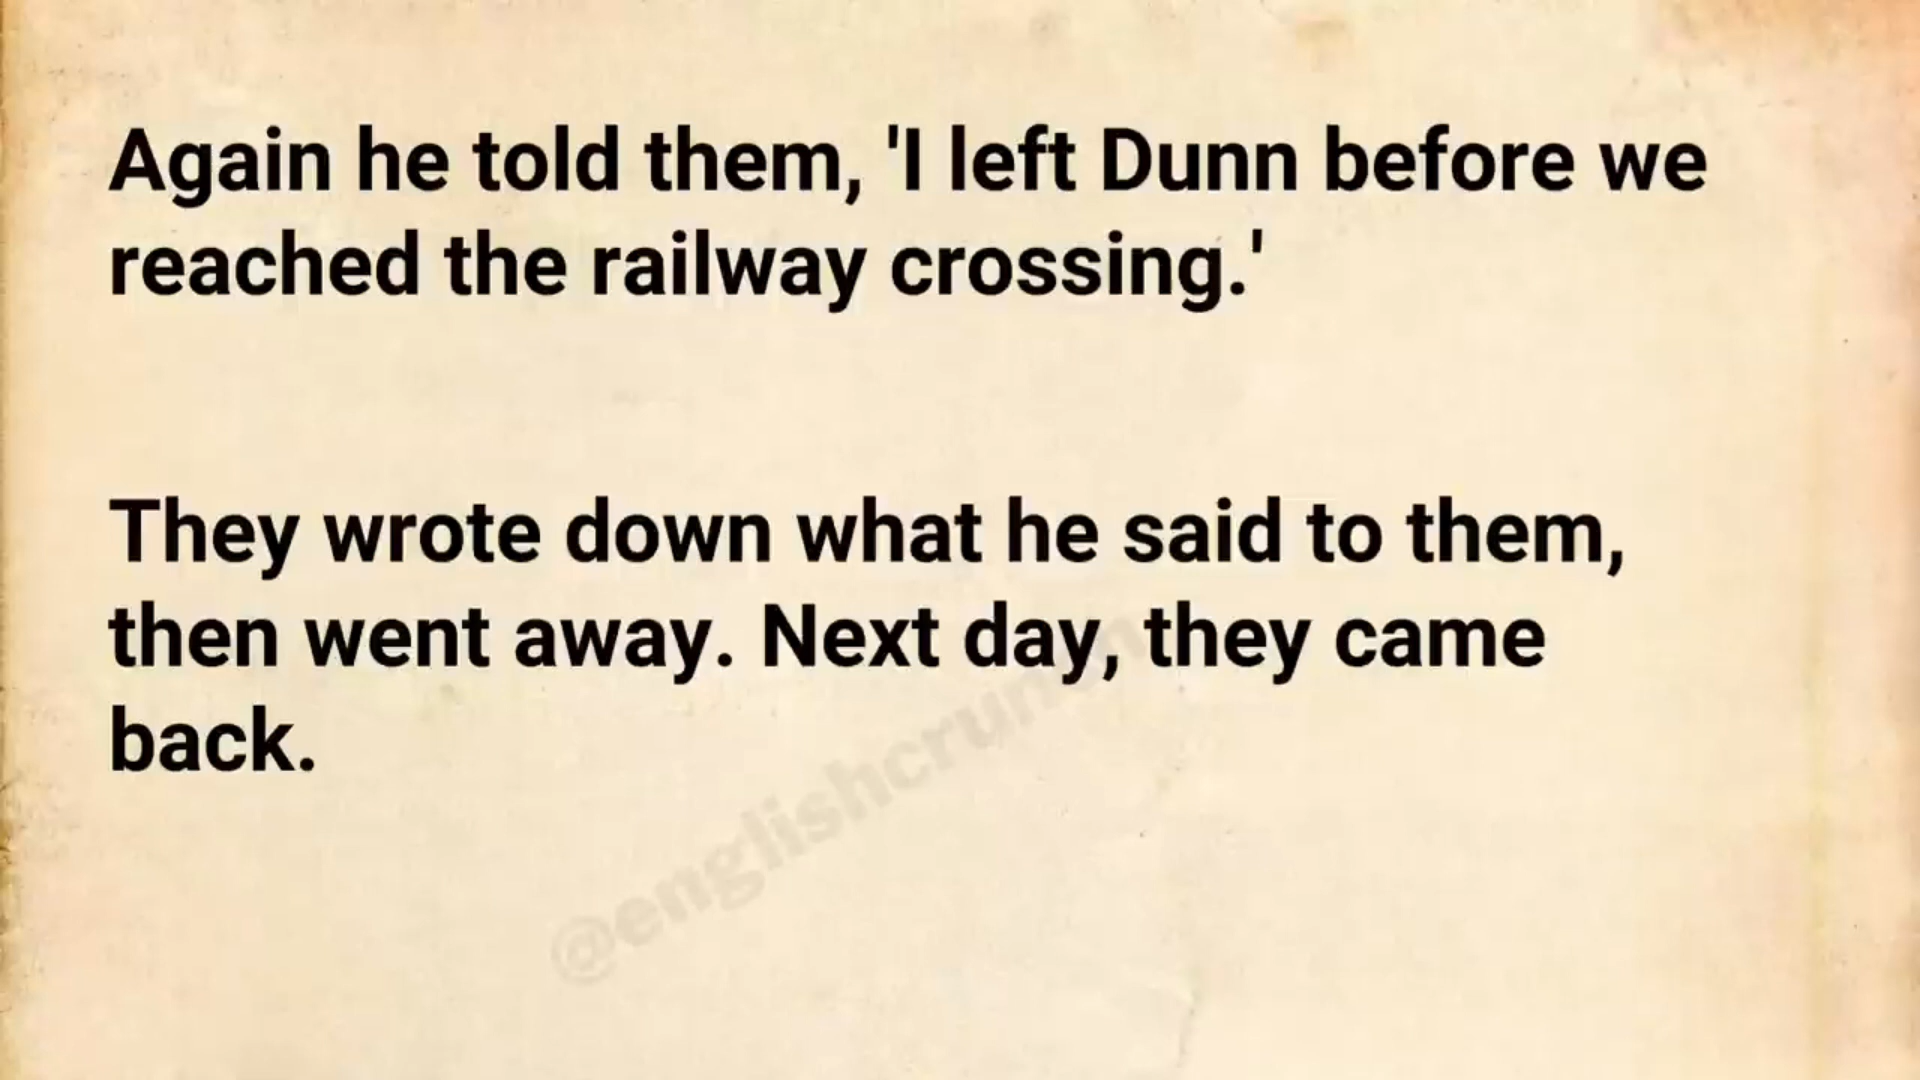 Again he told them, 'I left Dunn before we
reached the railway crossing.'
They wrote down what he said to them,
then went away. Next day, they came
back.